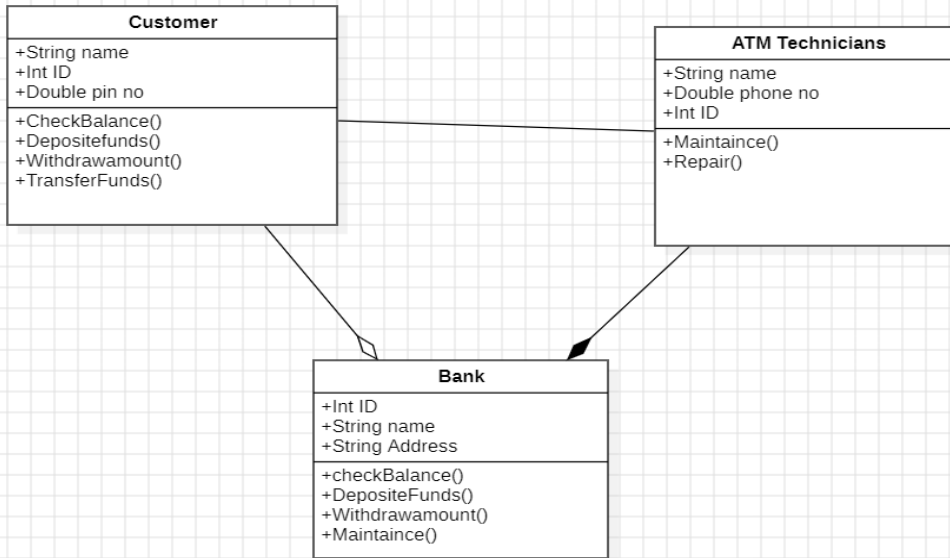 Customer
+String name
+Int ID
+Double pin no
+CheckBalance()
+Depositefunds()
+Withdrawamount()
+TransferFunds()
ATM Technicians
+String name
+Double phone no
+Int ID
+Maintaince()
+Repair()
Bank
+Int ID
+String name
+String Address
+checkBalance()
+DepositeFunds()
+Withdrawamount()
+Maintaince()